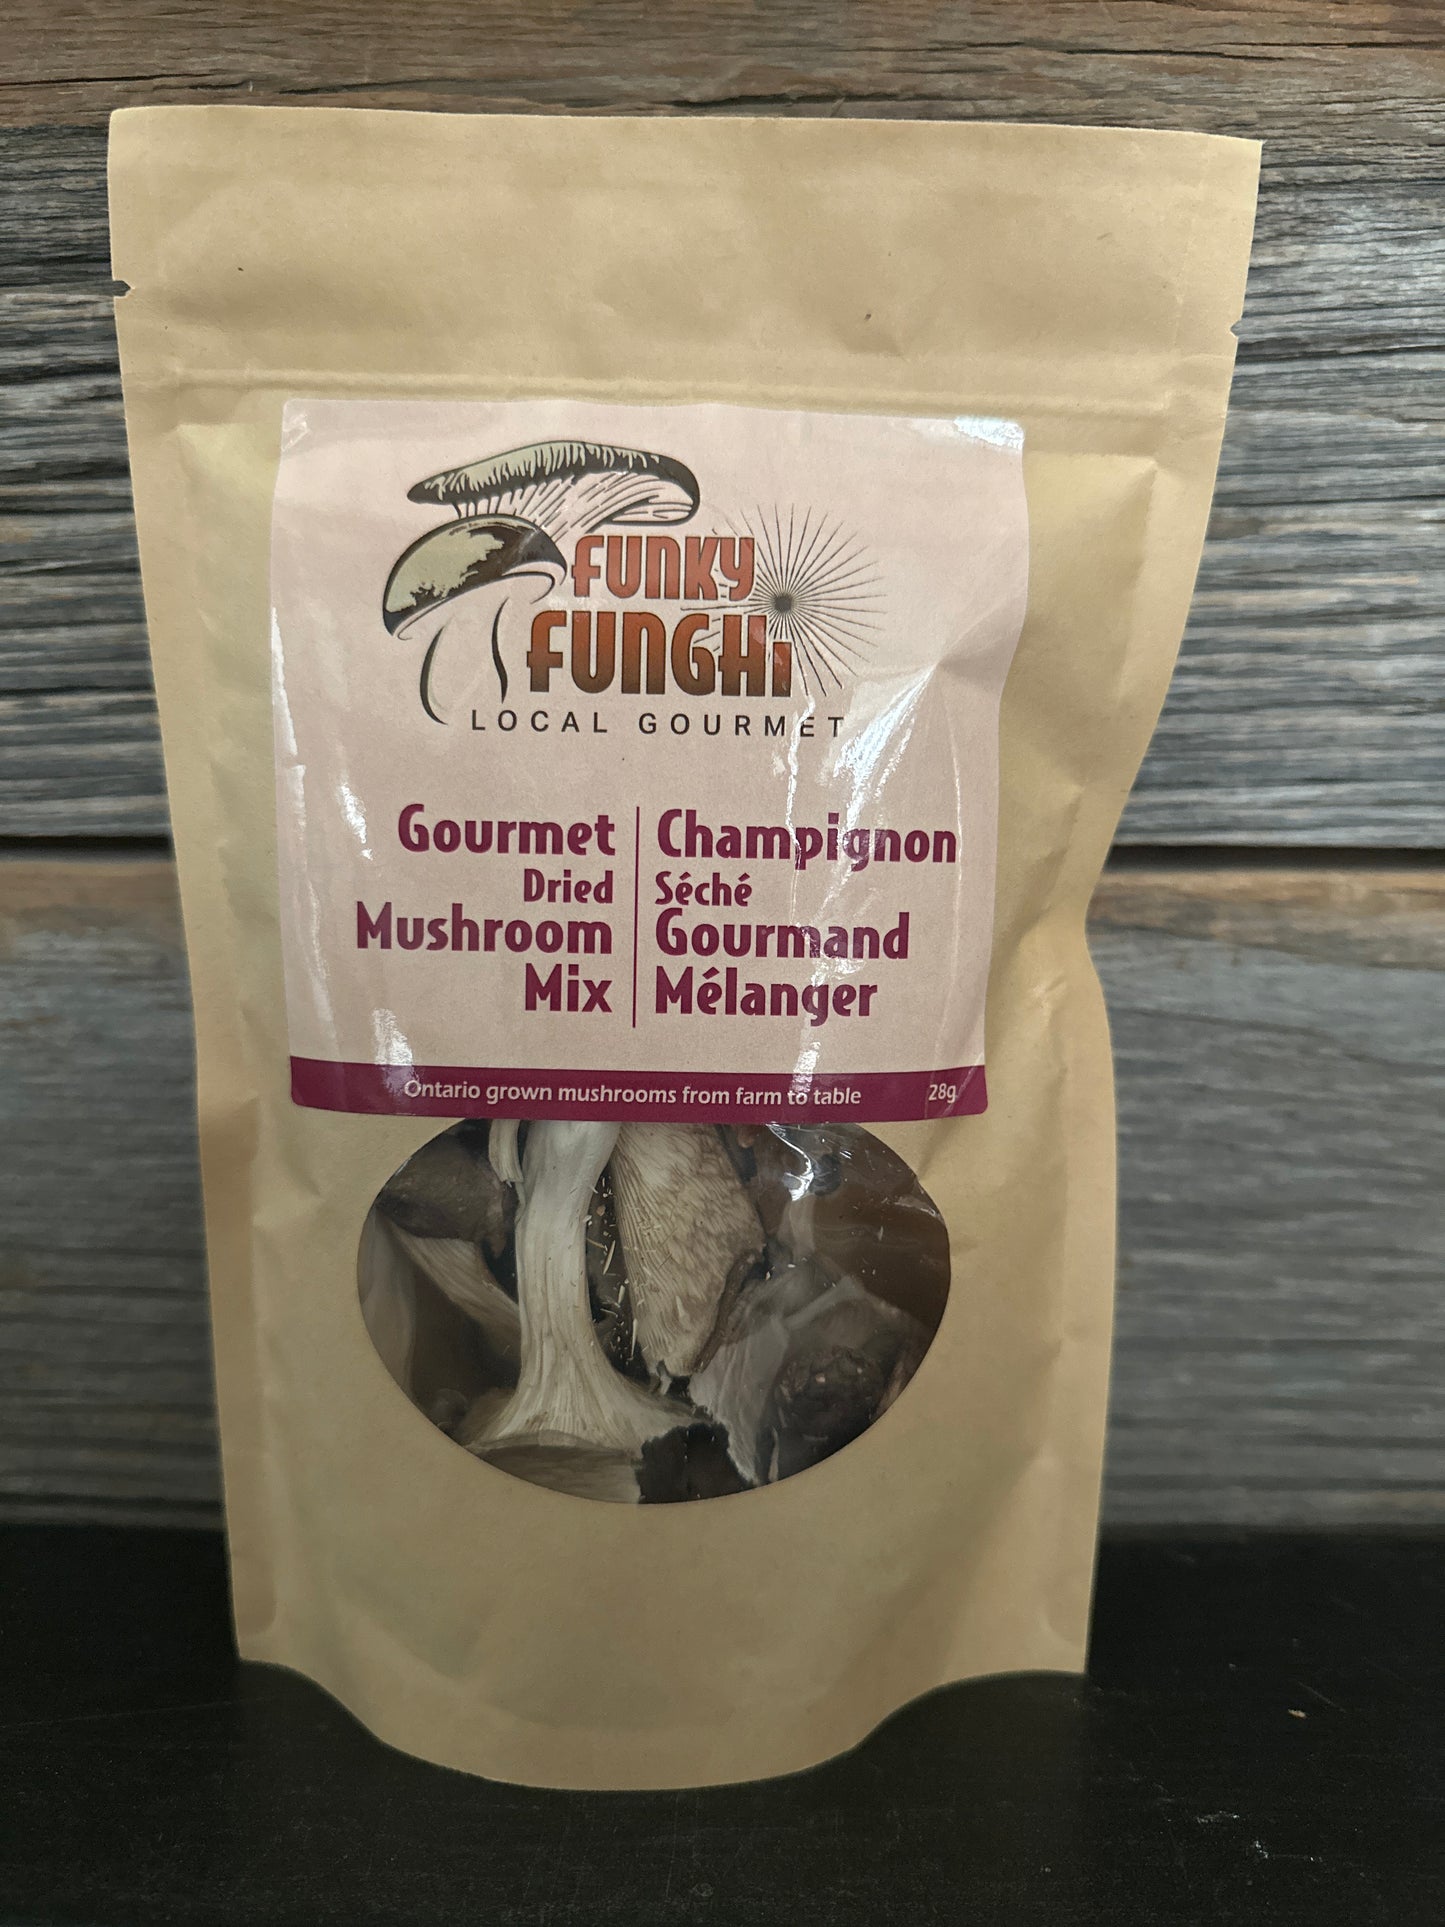 FUNKY
FUNGHi
LOCAL GOURMET
Gourmet
Dried
Mushroom
Mix
Champignon
Séché
Gourmand
Mélanger
Ontario grown mushrooms from farm to table
28g